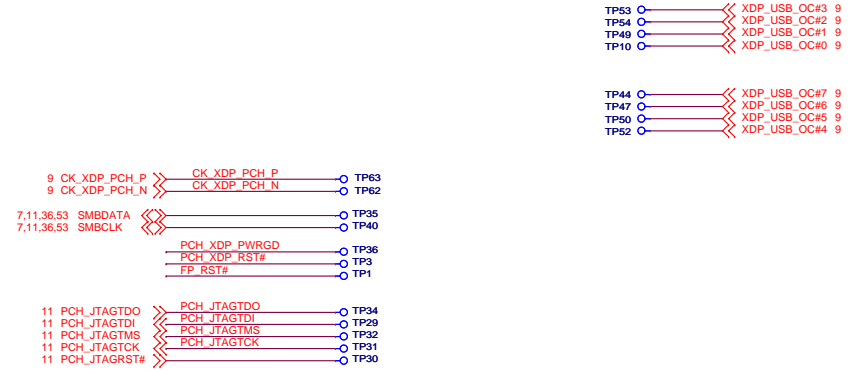 TP53 XDP_USB_OC#3 9
TP54 XDP_USB_OC#2 9
TP49 XDP_USB_OC#1 9
TP10 XDP_USB_OC#0 9
TP44 XDP_USB_OC#7 9
TP47 XDP_USB_OC#6 9
TP50 XDP_USB_OC#5 9
TP52 XDP_USB_OC#4 9
9 CK_XDP_PCH_P CK_XDP_PCH_P TP63
9 CK_XDP_PCH_N CK_XDP_PCH_N TP62
7,11,36,53 SMBDATA TP35
7,11,36,53 SMBCLK TP40
PCH_XDP_PWRGD TP36
PCH_XDP_RST# TP3
FP_RST# TP1
11 PCH_JTAGTDO PCH_JTAGTDO TP34
11 PCH_JTAGTDI PCH_JTAGTDI TP29
11 PCH_JTAGTMS PCH_JTAGTMS TP32
11 PCH_JTAGTCK PCH_JTAGTCK TP31
11 PCH_JTAGRST# TP30